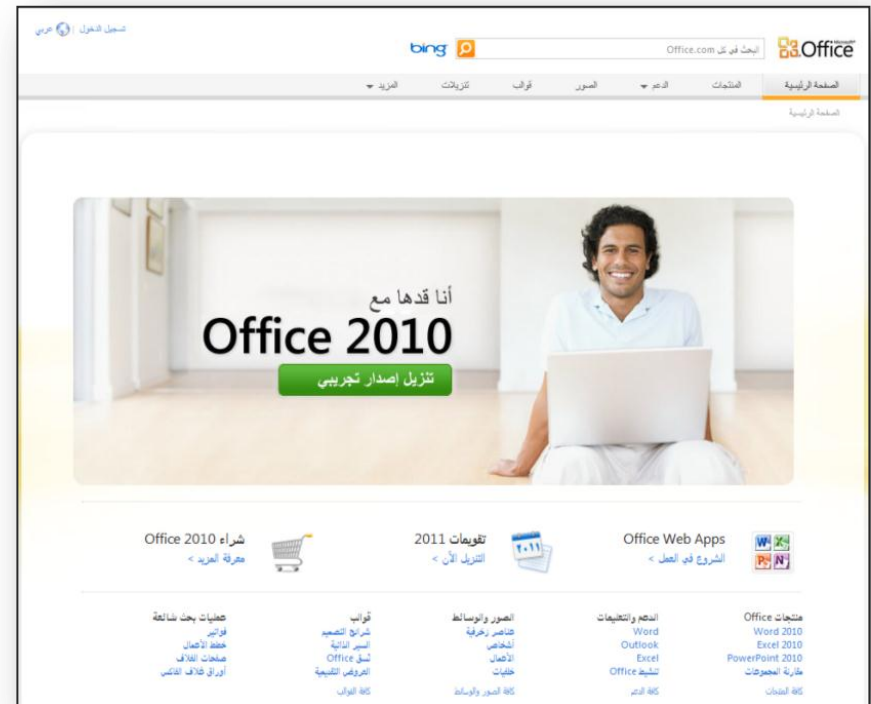 تسجيل الدخول | عربي
Microsoft®
Office
البحث في كل Office.com
bing
الصفحة الرئيسية
المنتجات
الدعم
الصور
قوالب
تنزيلات
المزيد
الصفحة الرئيسية
أنا قدها مع
Office 2010
تنزيل إصدار تجريبي
Office Web Apps
الشروع في العمل >
تقويمات 2011
التنزيل الآن >
٢٠١١
شراء Office 2010
معرفة المزيد >
منتجات Office
Word 2010
Excel 2010
PowerPoint 2010
مقارنة المجموعات
كافة المنتجات
الدعم والتعليمات
Word
Outlook
Excel
تنشيط Office
كافة الدعم
الصور والوسائط
عناصر زخرفية
أشخاص
الأعمال
خلفيات
كافة الصور والوسائط
قوالب
شرائح التصميم
السير الذاتية
نُسق Office
العروض التقديمية
كافة القوالب
عمليات بحث شائعة
فواتير
خطط الأعمال
صفحات الغلاف
أوراق غلاف الفاكس